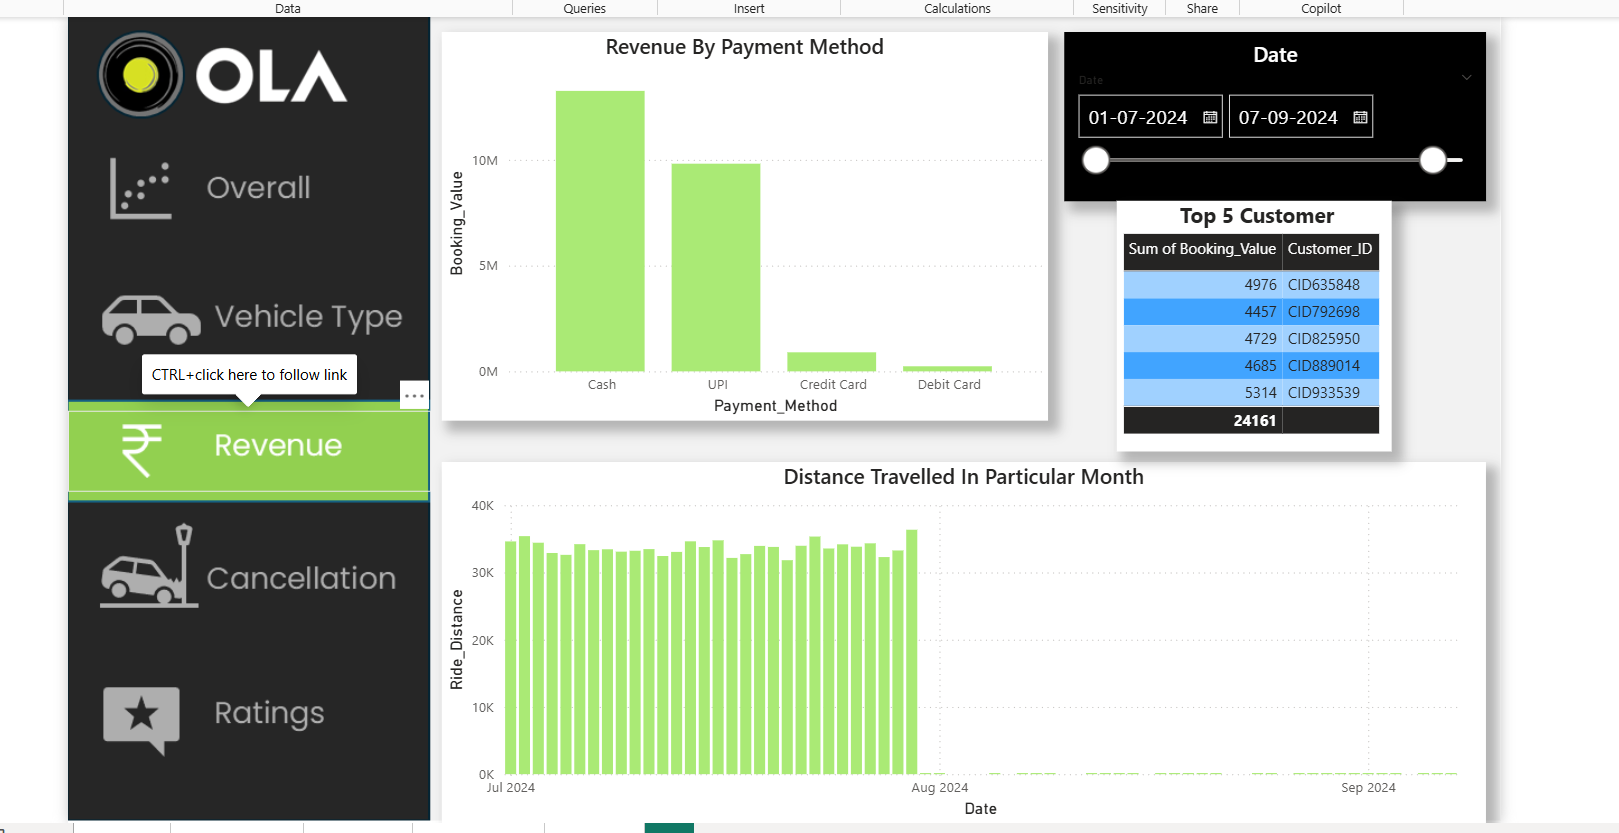 Data
Queries
Insert
Calculations
Sensitivity
Share
Copilot
OLA
Overall
Vehicle Type
CTRL+click here to follow link
Revenue
Cancellation
Ratings
Revenue By Payment Method
Booking_Value
10M
5M
0M
Cash
UPI
Credit Card
Debit Card
Payment_Method
Date
Date
01-07-2024
07-09-2024
Top 5 Customer
Sum of Booking_Value Customer_ID
4976 CID635848
4457 CID792698
4729 CID825950
4685 CID889014
5314 CID933539
24161
Distance Travelled In Particular Month
Ride_Distance
40K
30K
20K
10K
0K
Jul 2024
Aug 2024
Sep 2024
Date